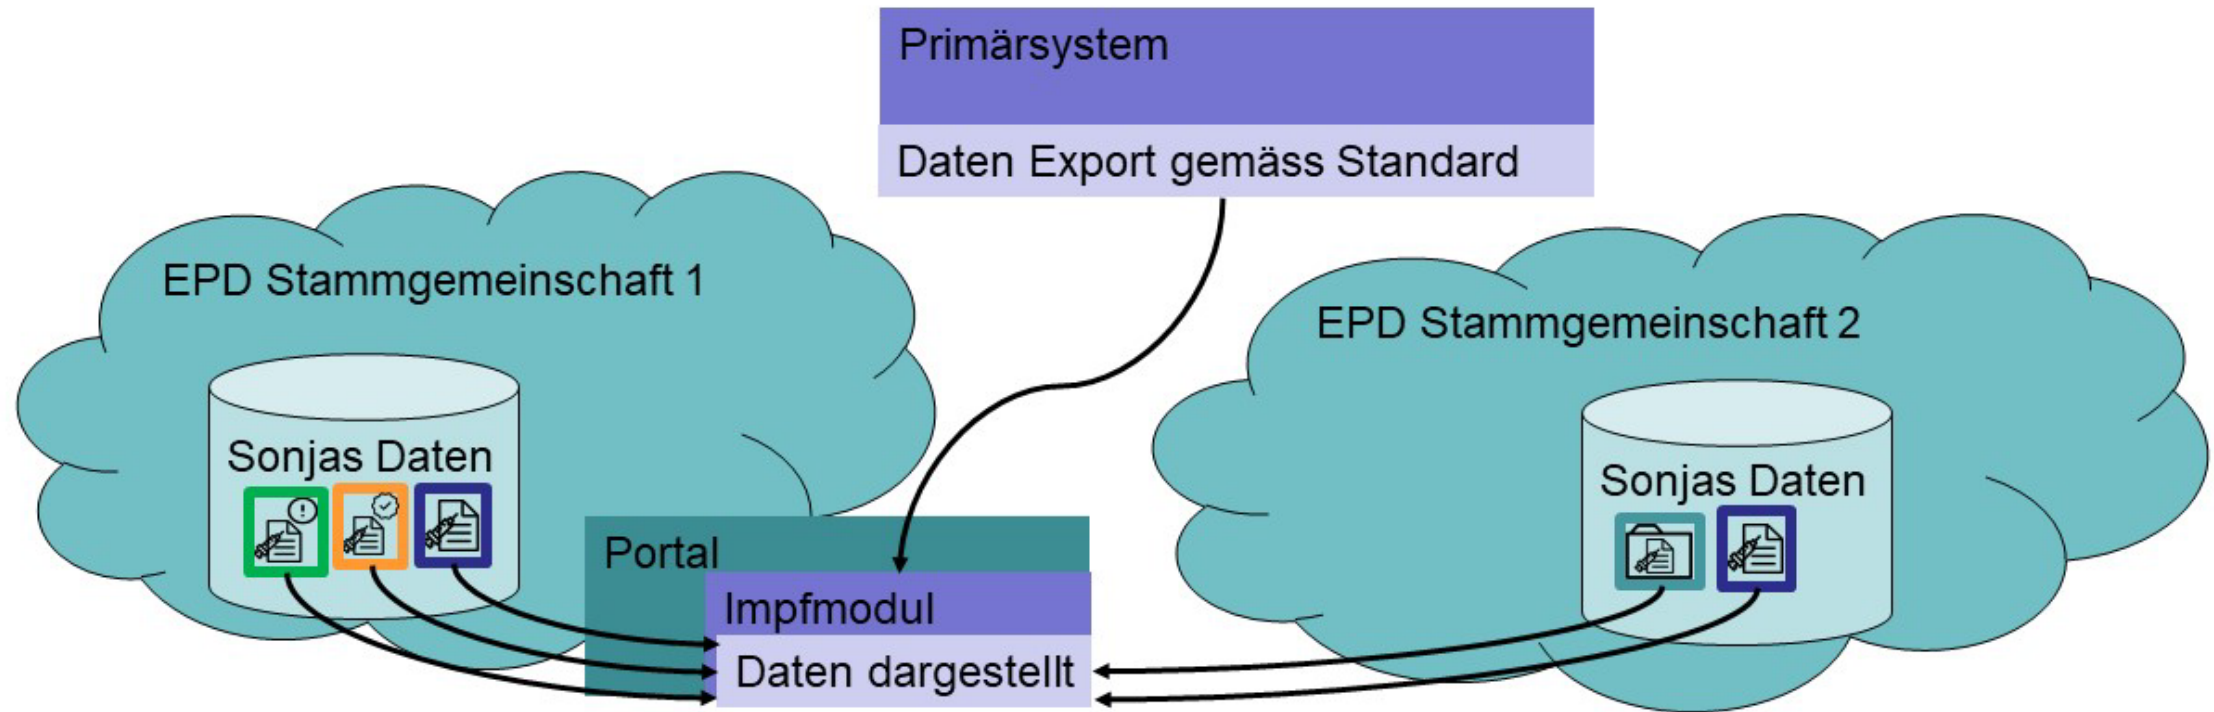 Primärsystem
Daten Export gemäss Standard
EPD Stammgemeinschaft 1
EPD Stammgemeinschaft 2
Sonjas Daten
Sonjas Daten
Portal
Impfmodul
Daten dargestellt